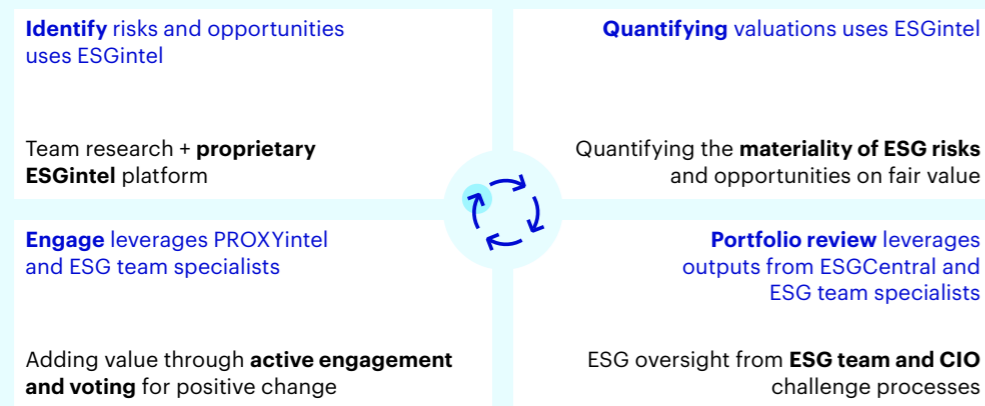 Identify risks and opportunities
uses ESGintel
Team research + proprietary
ESGintel platform
Quantifying valuations uses ESGintel
Quantifying the materiality of ESG risks
and opportunities on fair value
Engage leverages PROXYintel
and ESG team specialists
Adding value through active engagement
and voting for positive change
Portfolio review leverages
outputs from ESGCentral and
ESG team specialists
ESG oversight from ESG team and CIO
challenge processes